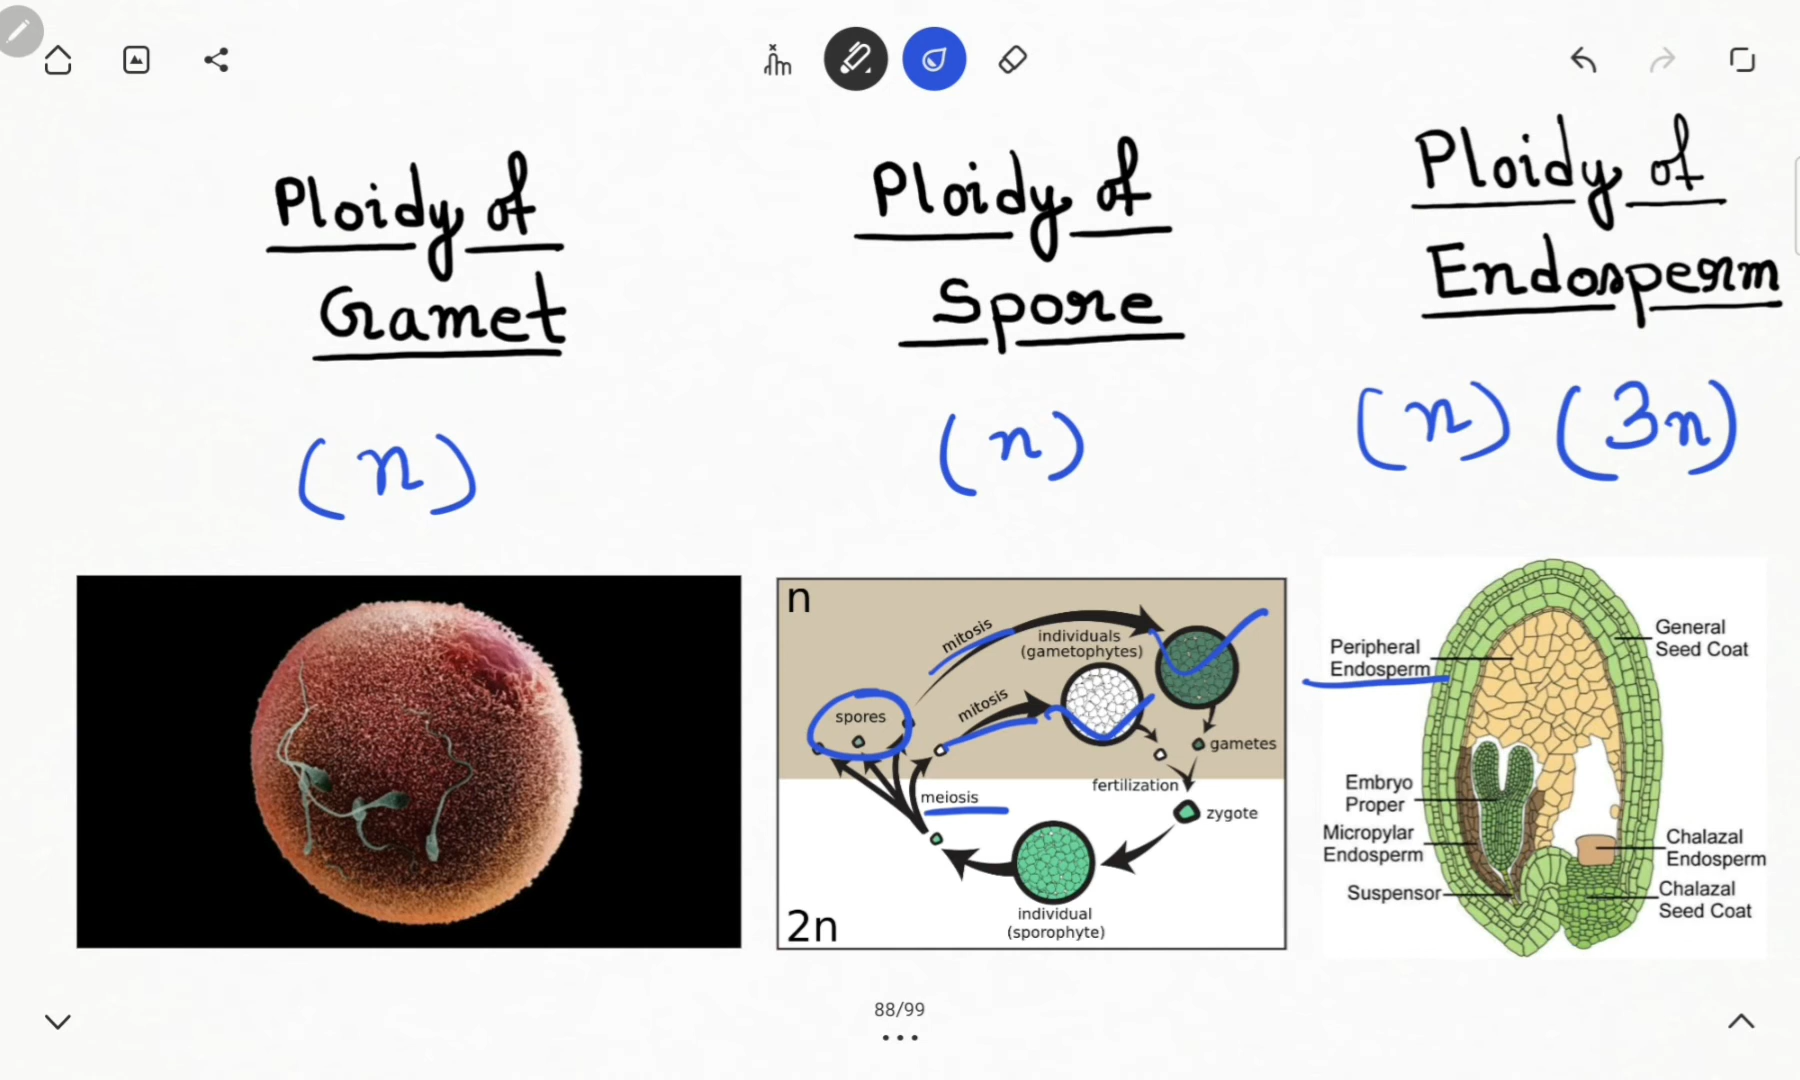 Ploidy of
Gamet
(n)
Ploidy of
Spore
(n)
Ploidy of
Endosperm
(n) (3n)
n
mitosis
individuals
(gametophytes)
spores
mitosis
gametes
fertilization
meiosis
zygote
individual
(sporophyte)
2n
General
Seed Coat
Peripheral
Endosperm
Embryo
Proper
Micropylar
Endosperm
Suspensor
Chalazal
Endosperm
Chalazal
Seed Coat
88/99